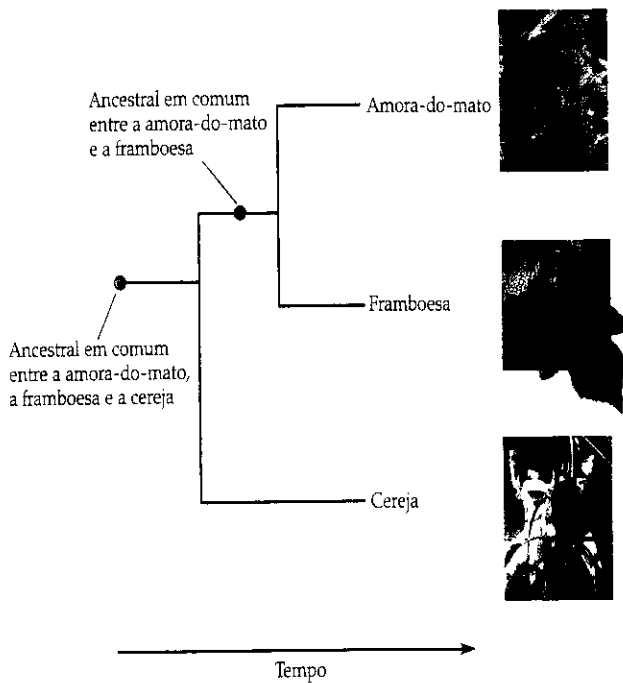 Ancestral em comum
entre a amora-do-mato
e a framboesa
Amora-do-mato
Framboesa
Ancestral em comum
entre a amora-do-mato,
a framboesa e a cereja
Cereja
Tempo